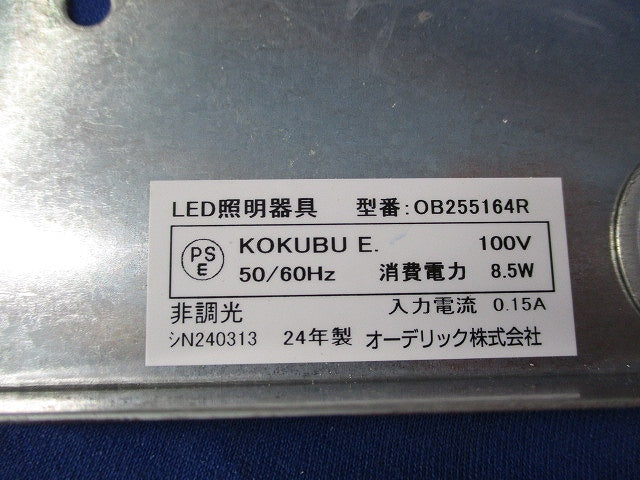 LED照明器具 型番:OB255164R
PS
E
KOKUBU E. 100V
50/60Hz 消費電力 8.5W
非調光 入力電流 0.15A
シN240313 24年製 オーデリック株式会社